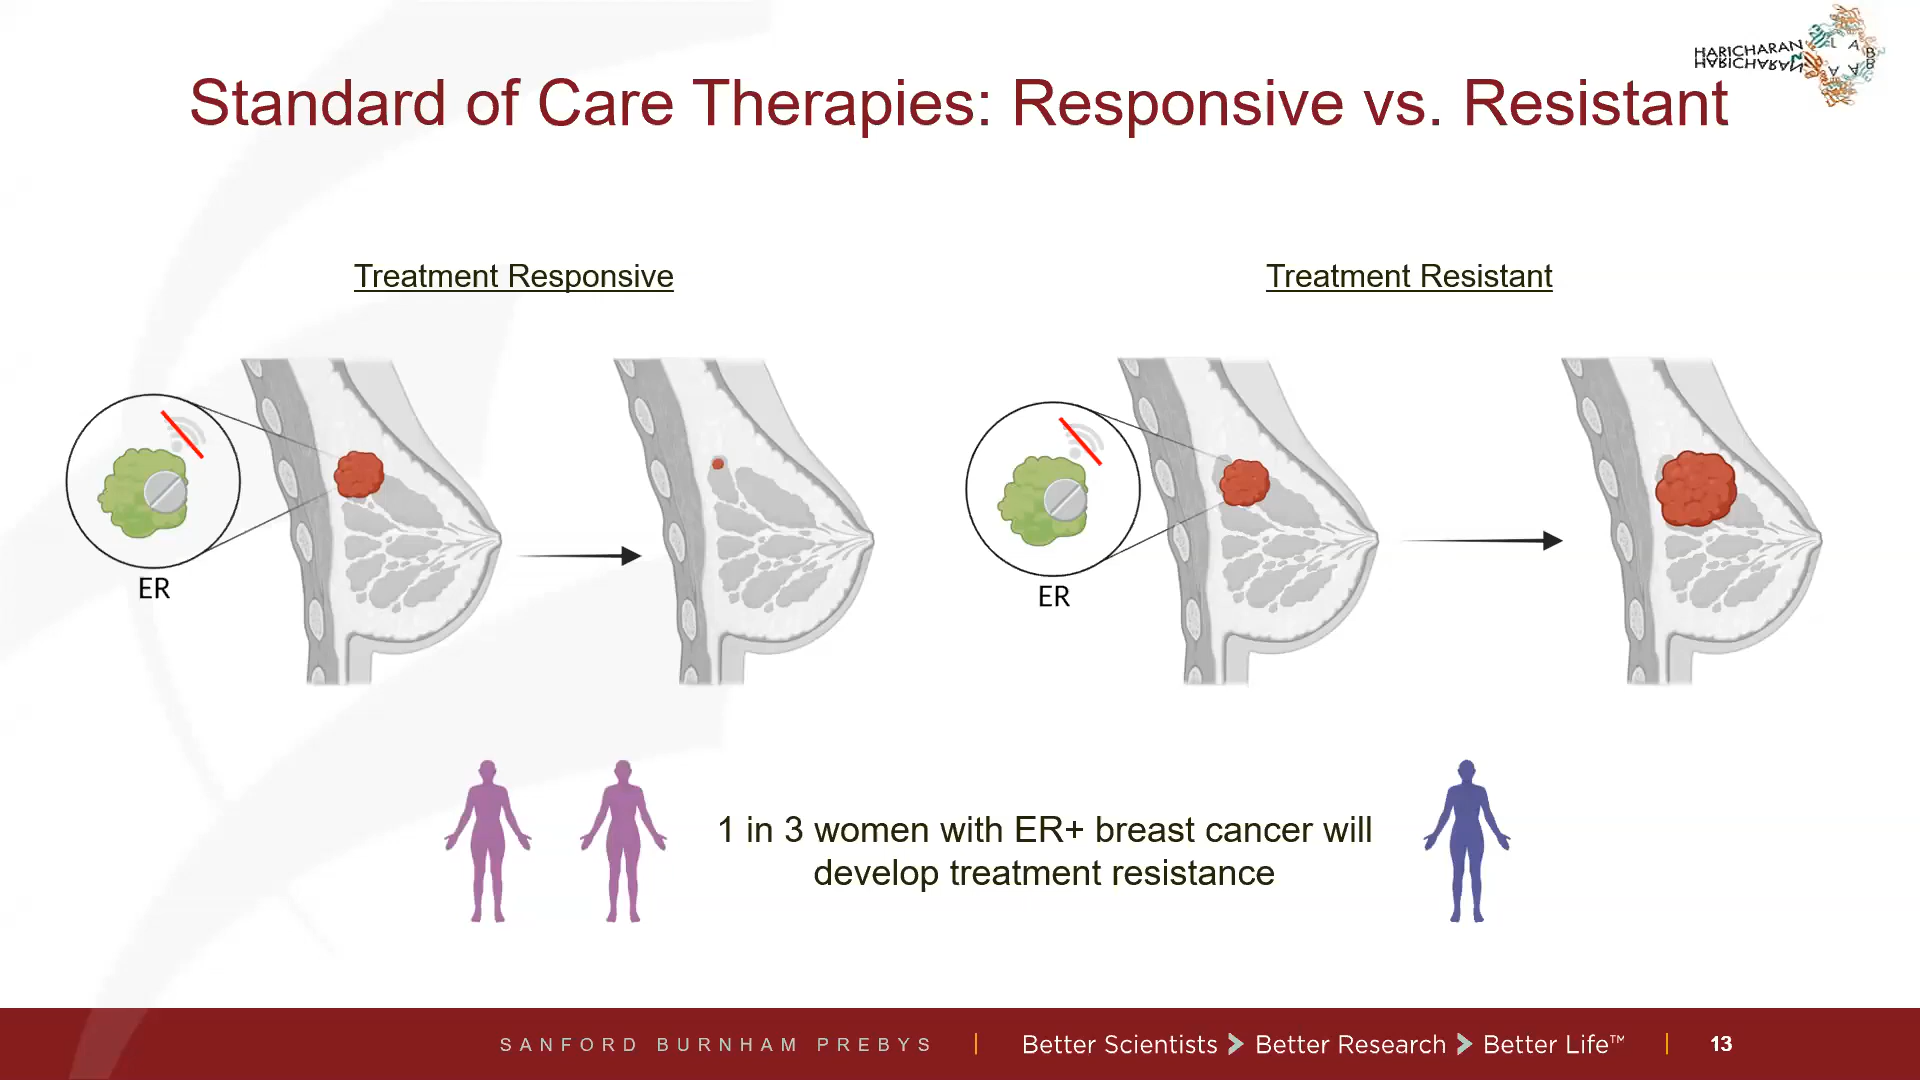 HARICHARAN
HARICHARAN
L A B
B A A
Standard of Care Therapies: Responsive vs. Resistant
Treatment Responsive
Treatment Resistant
ER
ER
1 in 3 women with ER+ breast cancer will
develop treatment resistance
SANFORD BURNHAM PREBYS
Better Scientists > Better Research > Better Life™
13